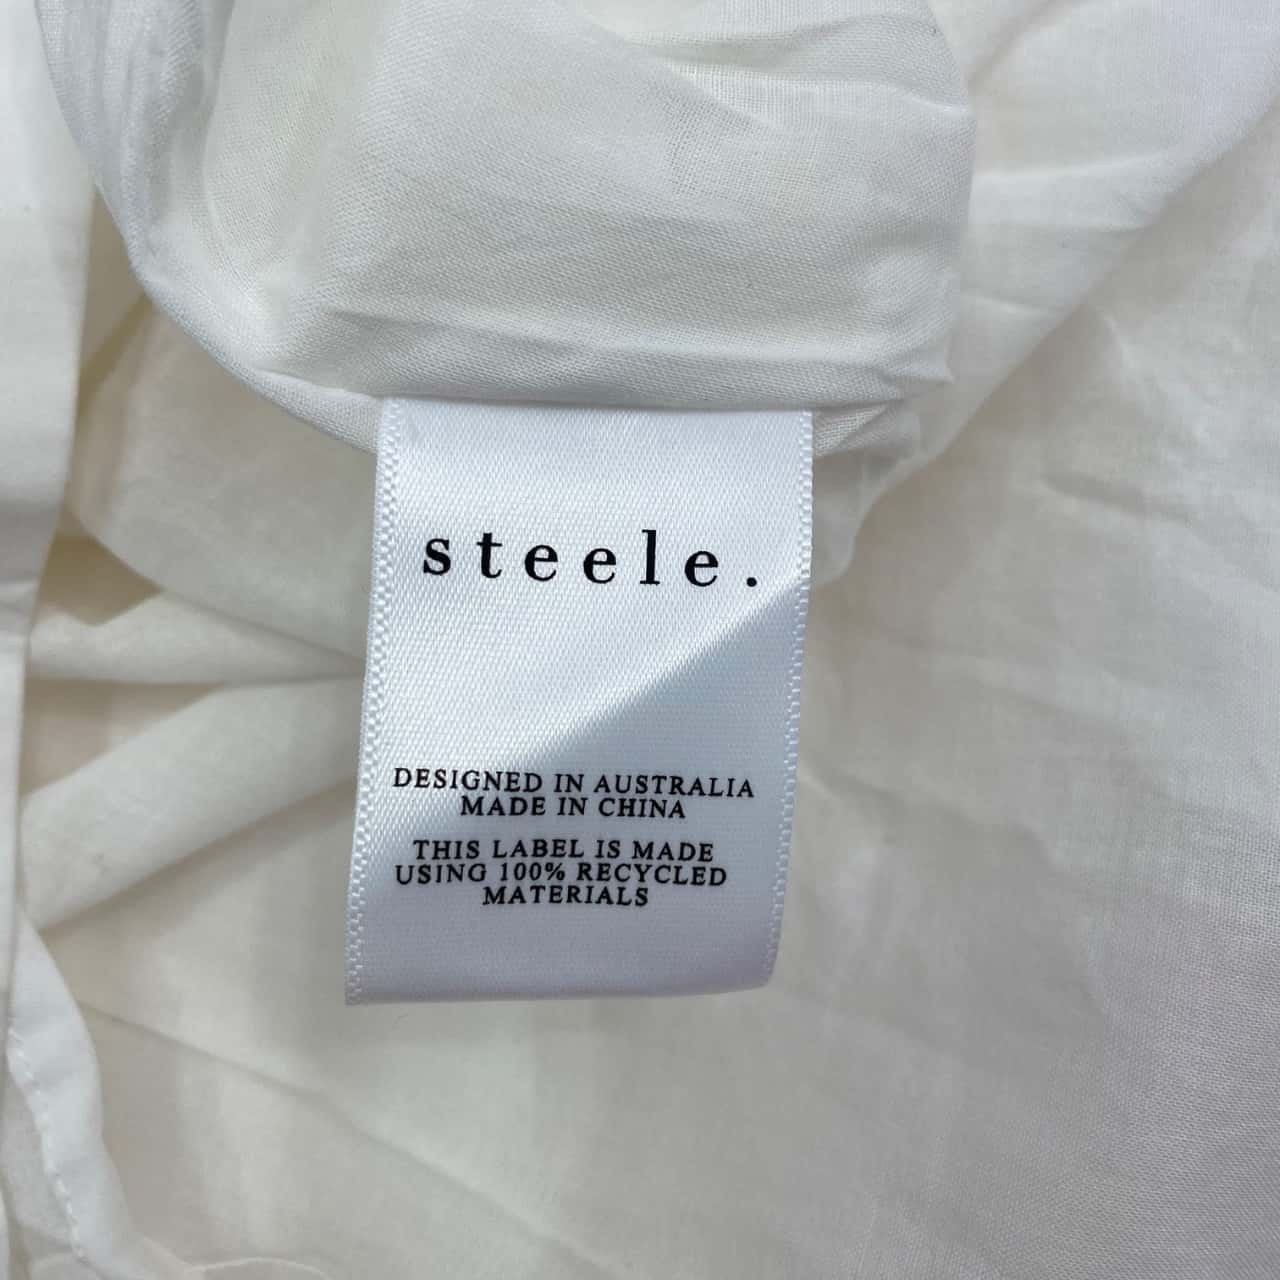 steele.
DESIGNED IN AUSTRALIA
MADE IN CHINA
THIS LABEL IS MADE
USING 100% RECYCLED
MATERIALS